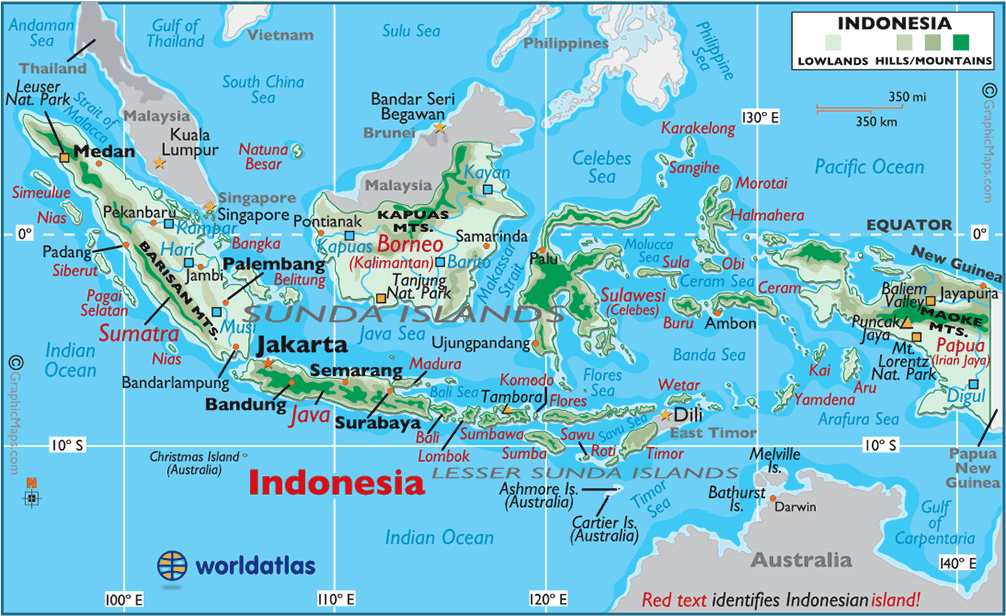 Andaman
Sea
Gulf of
Thailand
Vietnam
Sulu Sea
Philippines
Philippine
Sea
INDONESIA
LOWLANDS HILLS/MOUNTAINS
350 mi
350 km
©GraphicMaps.com
Thailand
Leuser
Nat. Park
Strait of
Malacca
Malaysia
Kuala
Lumpur
South China
Sea
Natuna
Besar
Bandar Seri
Begawan
Brunei
Malaysia
Celebes
Sea
Karakelong
Sangihe
130°E
Pacific Ocean
Morotai
Halmahera
EQUATOR
Medan
Simeulue
Nias
Singapore
Singapore
Pekanbaru
Kampar
0°
0°
Padang
Siberut
Hari
Jambi
Bangka
Palembang
Belitung
Pagai
Selatan
BARISAN MTS.
Sumatra
Musi
Nias
Bandarlampung
Indian
Ocean
Pontianak
Kapuas
KAPUAS
MTS.
Kayan
Borneo
(Kalimantan)
Samarinda
Barito
Tanjung
Nat. Park
Makassar
Strait
Palu
Molucca
Sea
Sula
Obi
Ceram Sea
Ceram
New Guinea
Baliem
Valley
Jayapura
MAOKE
MTS.
Puncak
Jaya
Mt.
Lorentz
Nat. Park
Papua
(Irian Jaya)
Digul
SUNDA ISLANDS
Java Sea
Sulawesi
(Celebes)
Buru
Ambon
Ujungpandang
Banda Sea
Kai
Aru
Yamdena
Arafura Sea
Jakarta
Semarang
Madura
Bandung
Java
Surabaya
Bali Sea
Bali
Lombok
Tambora
Komodo
Flores
Flores
Sea
Sumbawa
Sumba
Sawu
Savu Sea
Roti
Timor
Wetar
Dili
East Timor
LESSER SUNDA ISLANDS
10° S
10° S
Christmas Island
(Australia)
Indonesia
Ashmore Is.
(Australia)
Cartier Is.
(Australia)
Timor
Sea
Melville
Is.
Bathurst
Is.
Darwin
Papua
New
Guinea
Gulf
of
Carpentaria
©GraphicMaps.com
N
worldatlas
Indian Ocean
Australia
140°E
100°E
110°E
120°E
Red text identifies Indonesian island!